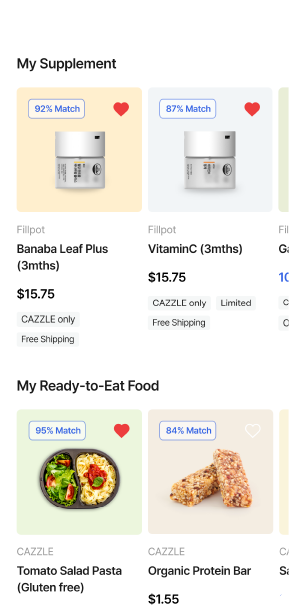 My Supplement
92% Match
87% Match
Fillpot
Fillpot
Fil
Banaba Leaf Plus
(3mths)
VitaminC (3mths)
Ga
$15.75
$15.75
10
CAZZLE only
Free Shipping
CAZZLE only
Limited
Free Shipping
My Ready-to-Eat Food
95% Match
84% Match
CAZZLE
CAZZLE
CA
Tomato Salad Pasta
(Gluten free)
Organic Protein Bar
Sa
$1.55